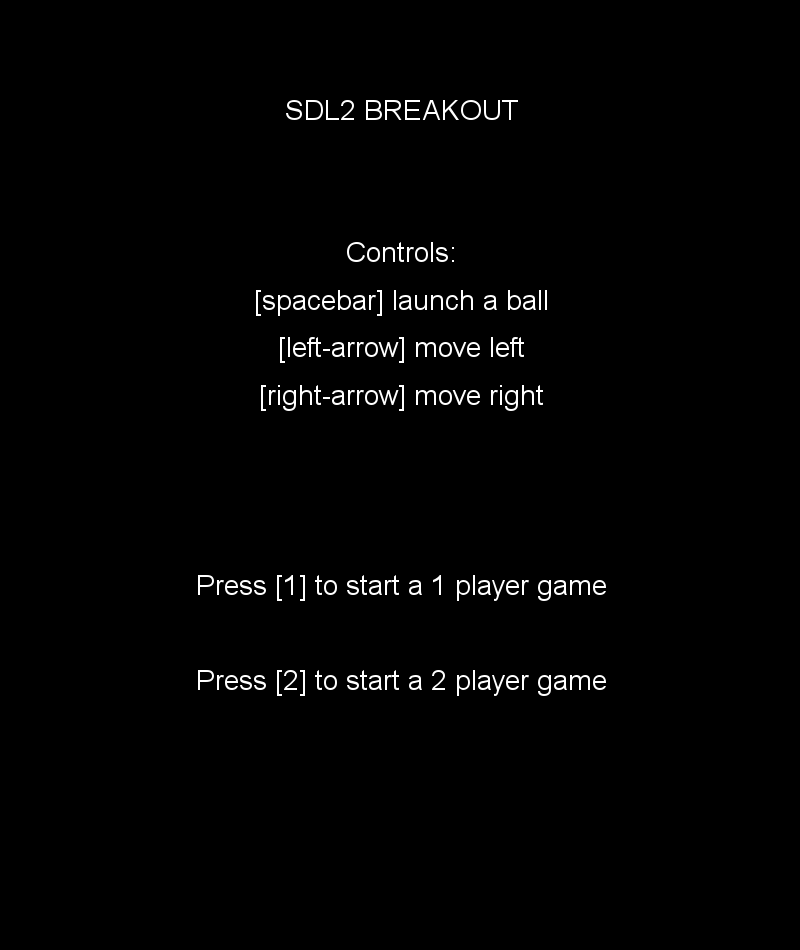 SDL2 BREAKOUT
Controls:
[spacebar] launch a ball
[left-arrow] move left
[right-arrow] move right
Press [1] to start a 1 player game
Press [2] to start a 2 player game